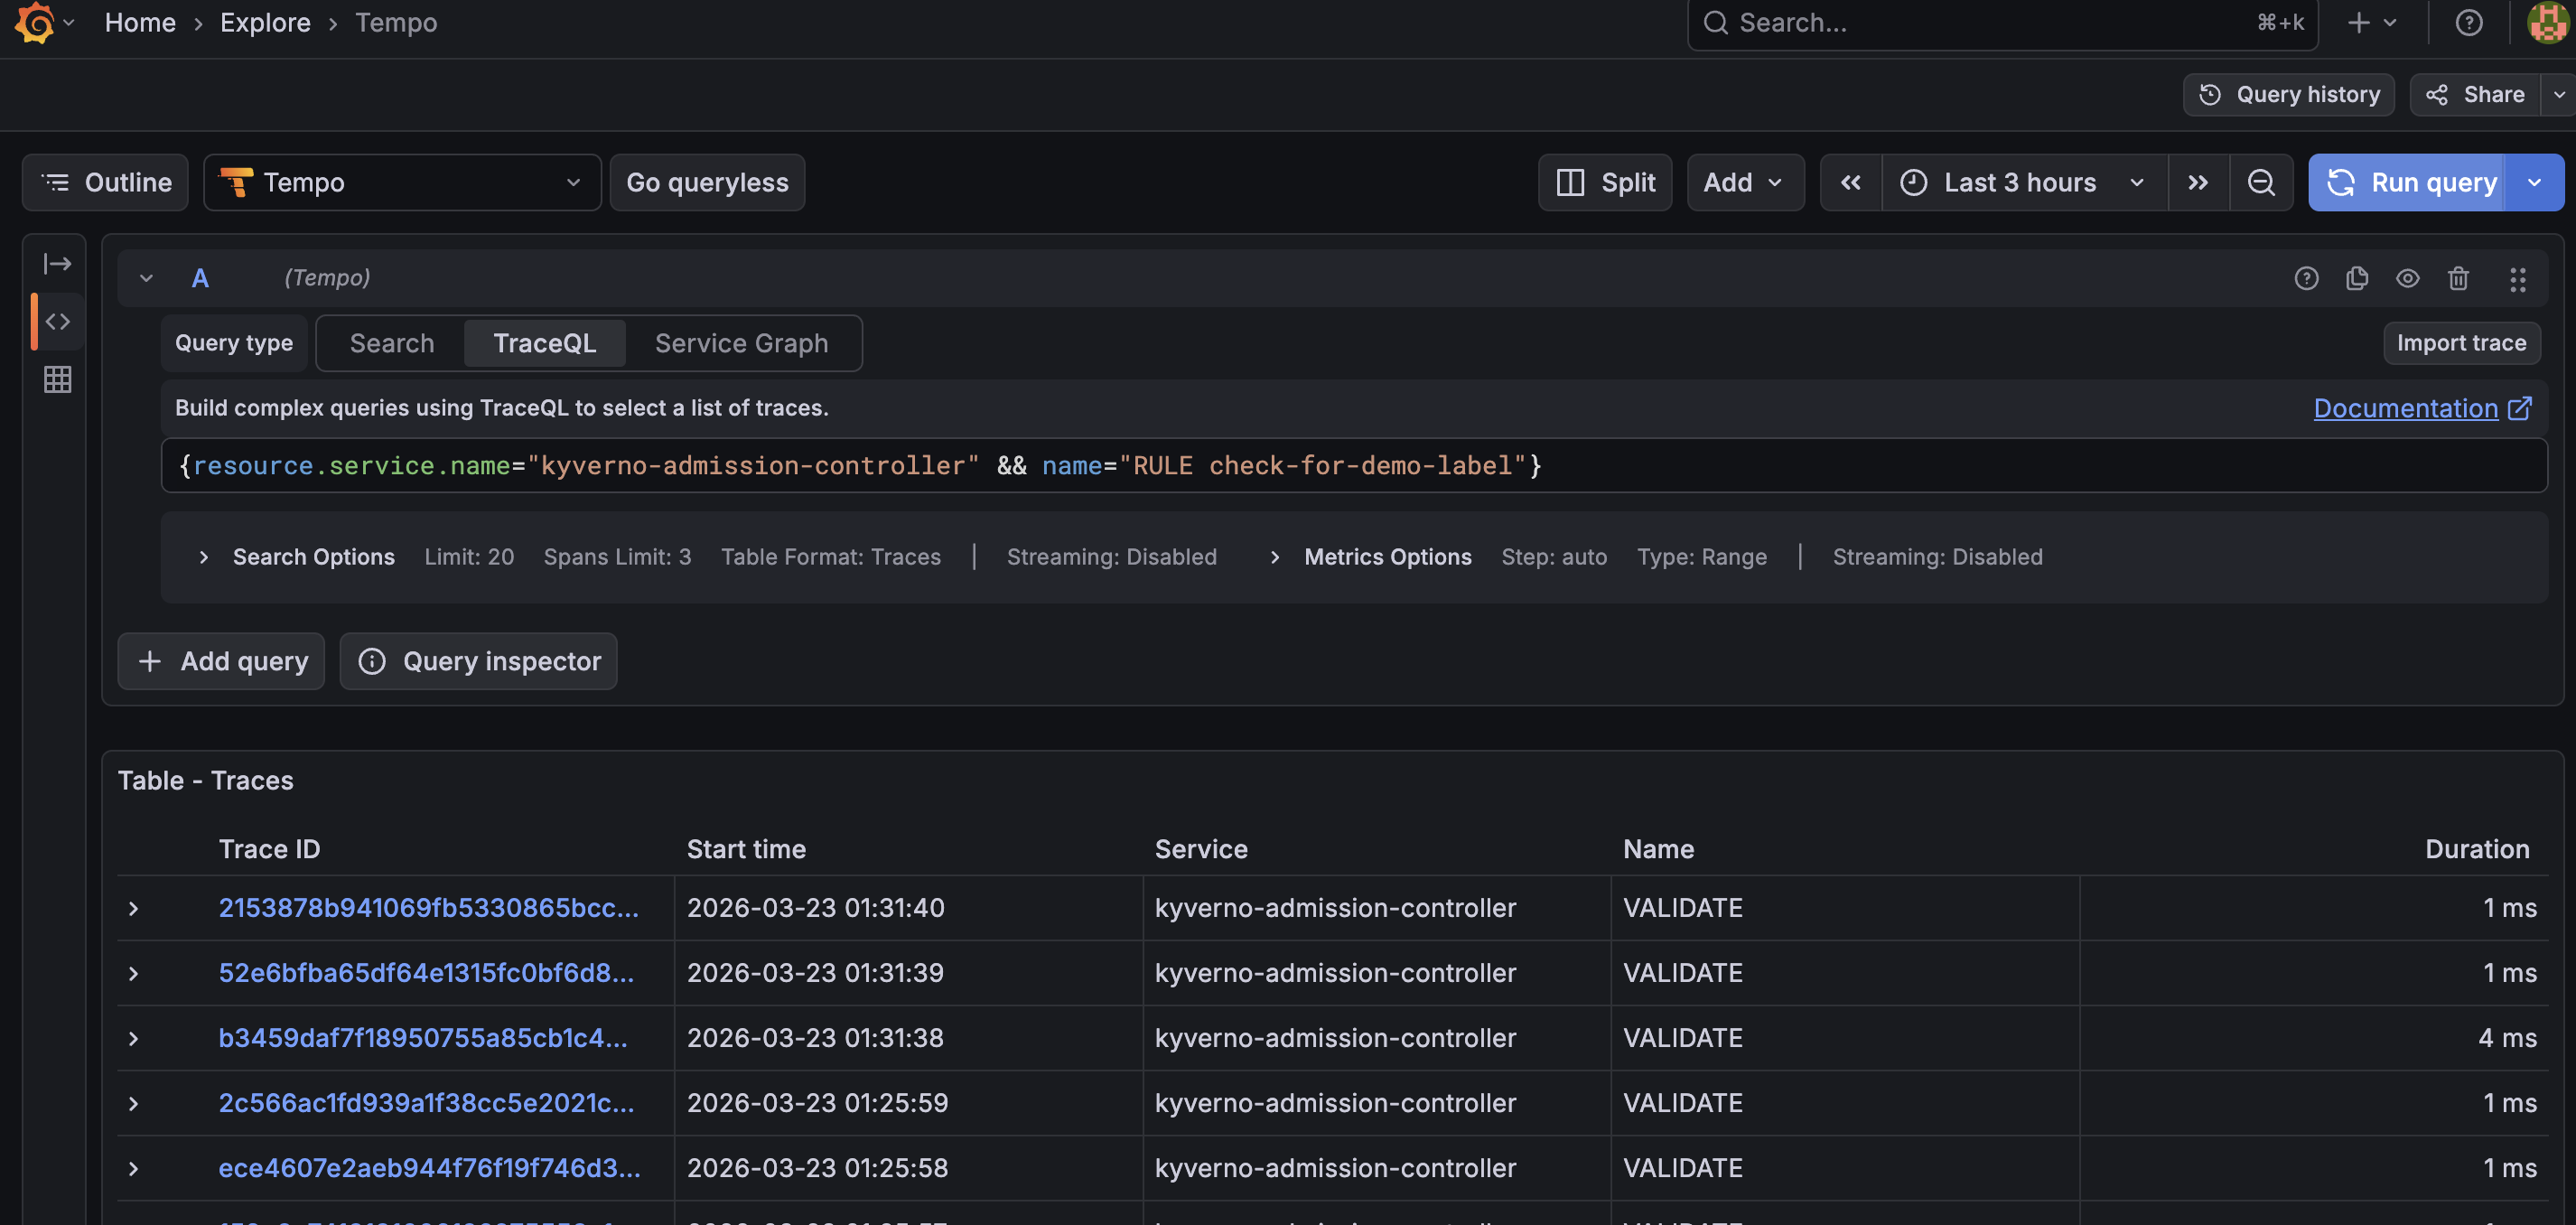 Home > Explore > Tempo
Search... ⌘+k
Query history Share
Outline Tempo Go queryless Split Add Last 3 hours Run query
A (Tempo)
Query type Search TraceQL Service Graph Import trace
Build complex queries using TraceQL to select a list of traces. Documentation
{resource.service.name="kyverno-admission-controller" && name="RULE check-for-demo-label"}
Search Options Limit: 20 Spans Limit: 3 Table Format: Traces | Streaming: Disabled Metrics Options Step: auto Type: Range | Streaming: Disabled
+ Add query Query inspector
Table - Traces
Trace ID Start time Service Name Duration
2153878b941069fb5330865bcc... 2026-03-23 01:31:40 kyverno-admission-controller VALIDATE 1 ms
52e6bfba65df64e1315fc0bf6d8... 2026-03-23 01:31:39 kyverno-admission-controller VALIDATE 1 ms
b3459daf7f18950755a85cb1c4... 2026-03-23 01:31:38 kyverno-admission-controller VALIDATE 4 ms
2c566ac1fd939a1f38cc5e2021c... 2026-03-23 01:25:59 kyverno-admission-controller VALIDATE 1 ms
ece4607e2aeb944f76f19f746d3... 2026-03-23 01:25:58 kyverno-admission-controller VALIDATE 1 ms